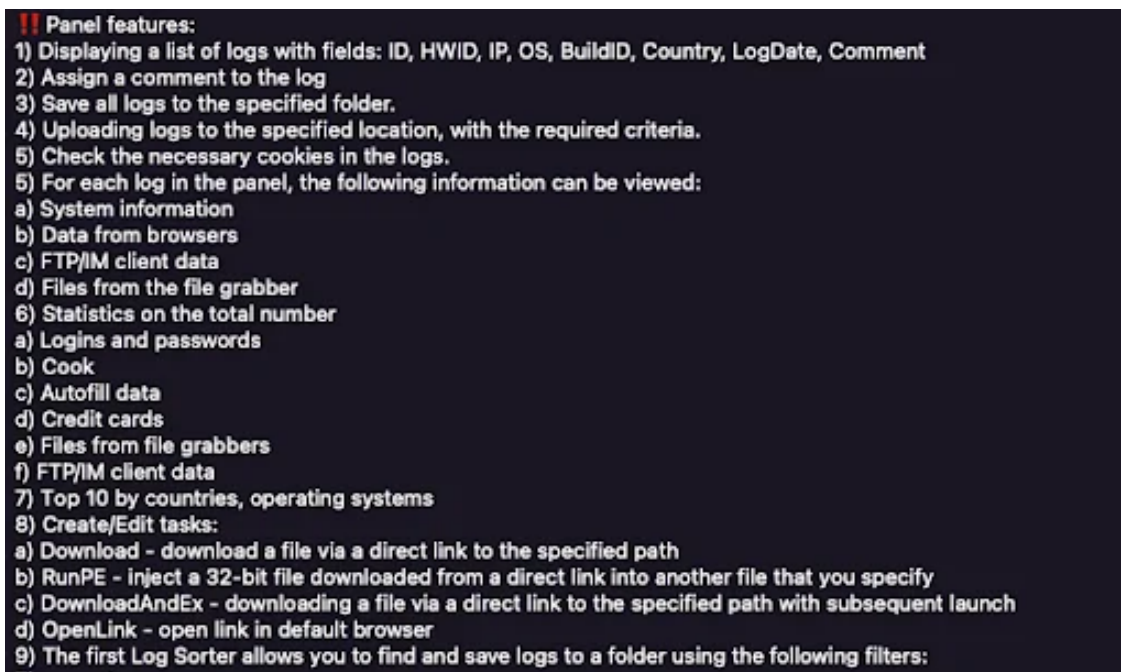 ‼️ Panel features:
1) Displaying a list of logs with fields: ID, HWID, IP, OS, BuildID, Country, LogDate, Comment
2) Assign a comment to the log
3) Save all logs to the specified folder.
4) Uploading logs to the specified location, with the required criteria.
5) Check the necessary cookies in the logs.
5) For each log in the panel, the following information can be viewed:
a) System information
b) Data from browsers
c) FTP/IM client data
d) Files from the file grabber
6) Statistics on the total number
a) Logins and passwords
b) Cook
c) Autofill data
d) Credit cards
e) Files from file grabbers
f) FTP/IM client data
7) Top 10 by countries, operating systems
8) Create/Edit tasks:
a) Download - download a file via a direct link to the specified path
b) RunPE - inject a 32-bit file downloaded from a direct link into another file that you specify
c) DownloadAndEx - downloading a file via a direct link to the specified path with subsequent launch
d) OpenLink - open link in default browser
9) The first Log Sorter allows you to find and save logs to a folder using the following filters: